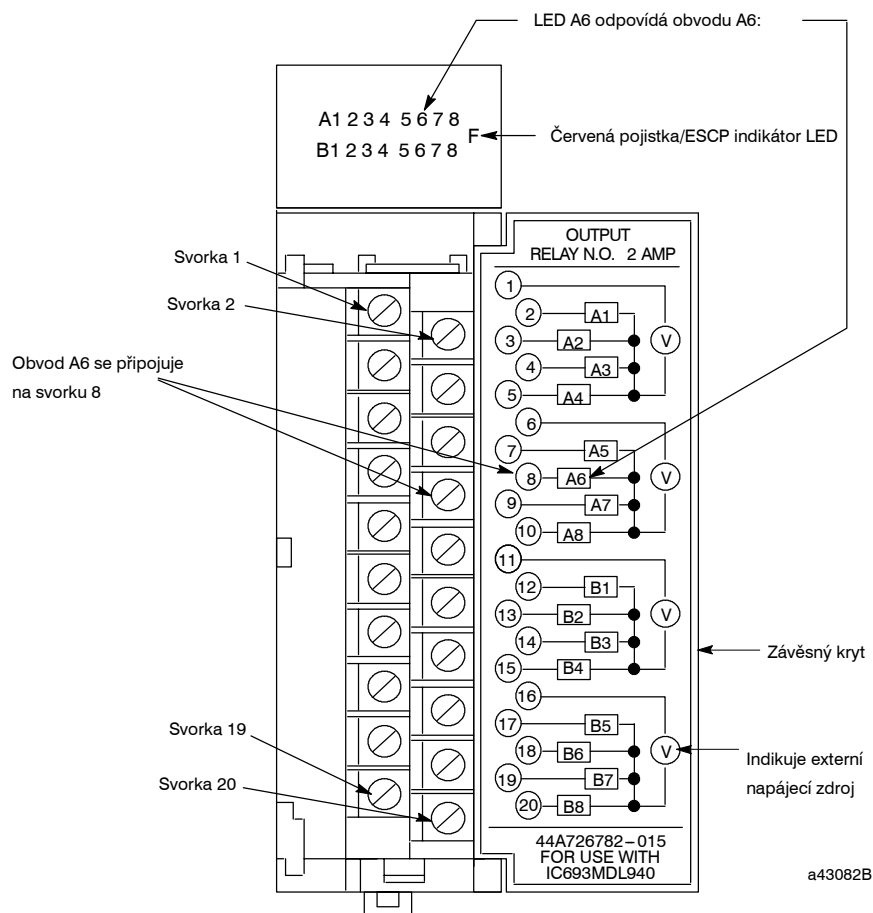 LED A6 odpovídá obvodu A6:
A1 2 3 4 5 6 7 8
F
B1 2 3 4 5 6 7 8
Červená pojistka/ESCP indikátor LED
OUTPUT
RELAY N.O. 2 AMP
Svorka 1
Svorka 2
Obvod A6 se připojuje
na svorku 8
1
2 A1
3 A2 V
4 A3
5 A4
6
7 A5
8 A6 V
9 A7
10 A8
11
12 B1
13 B2 V
14 B3
15 B4
Závěsný kryt
16
17 B5
18 B6 V
19 B7
20 B8
Svorka 19
Svorka 20
Indikuje externí
napájecí zdroj
44A726782–015
FOR USE WITH
IC693MDL940
a43082B